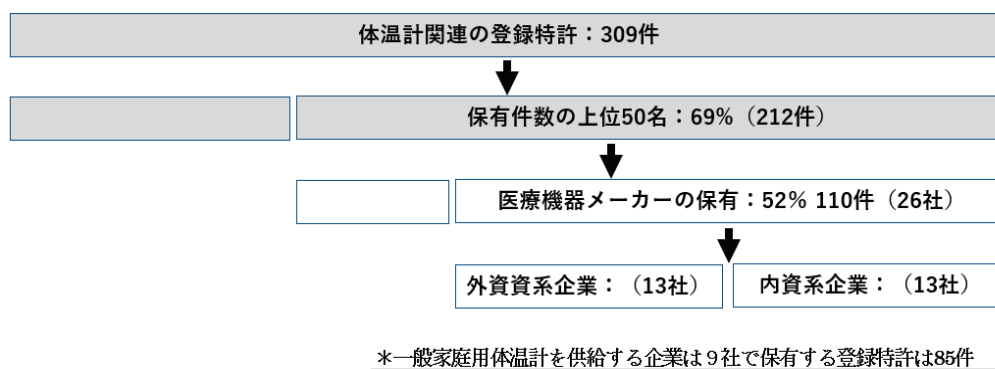 体温計関連の登録特許：309件
保有件数の上位50名：69%（212件）
医療機器メーカーの保有：52% 110件（26社）
外資資系企業：（13社）
内資系企業：（13社）
＊一般家庭用体温計を供給する企業は９社で保有する登録特許は85件